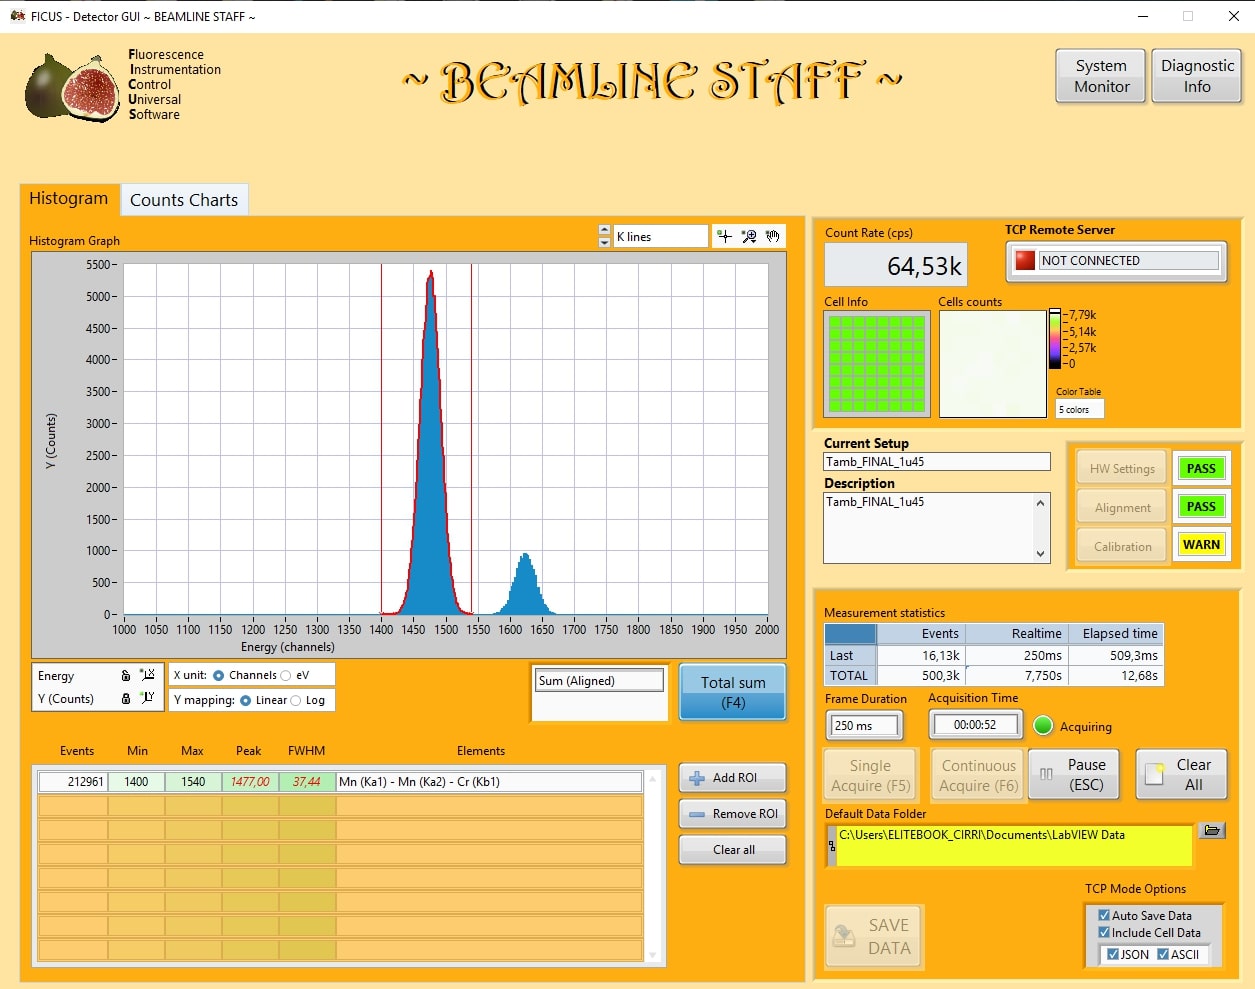 FICUS - Detector GUI ~ BEAMLINE STAFF ~
Fluorescence
Instrumentation
Control
Universal
Software
~ BEAMLINE STAFF ~
System
Monitor
Diagnostic
Info
Histogram
Counts Charts
Histogram Graph
K lines
5500
5000
4500
4000
3500
3000
2500
2000
1500
1000
500
0
Y (Counts)
1000 1050 1100 1150 1200 1250 1300 1350 1400 1450 1500 1550 1600 1650 1700 1750 1800 1850 1900 1950 2000
Energy (channels)
Energy
Y (Counts)
X unit: Channels eV
Y mapping: Linear Log
Sum (Aligned)
Total sum
(F4)
Events Min Max Peak FWHM Elements
212961 1400 1540 1477,00 37,44 Mn (Ka1) - Mn (Ka2) - Cr (Kb1)
Add ROI
Remove ROI
Clear all
Count Rate (cps)
64,53k
TCP Remote Server
NOT CONNECTED
Cell Info
Cells counts
7,79k
5,14k
2,57k
0
Color Table
5 colors
Current Setup
Tamb_FINAL_1u45
Description
Tamb_FINAL_1u45
HW Settings PASS
Alignment PASS
Calibration WARN
Measurement statistics
Events Realtime Elapsed time
Last 16,13k 250ms 509,3ms
TOTAL 500,3k 7,750s 12,68s
Frame Duration
250 ms
Acquisition Time
00:00:52
Acquiring
Single
Acquire (F5)
Continuous
Acquire (F6)
Pause
(ESC)
Clear
All
Default Data Folder
C:\Users\ELITEBOOK_CIRRI\Documents\LabVIEW Data
SAVE
DATA
TCP Mode Options
Auto Save Data
Include Cell Data
JSON ASCII